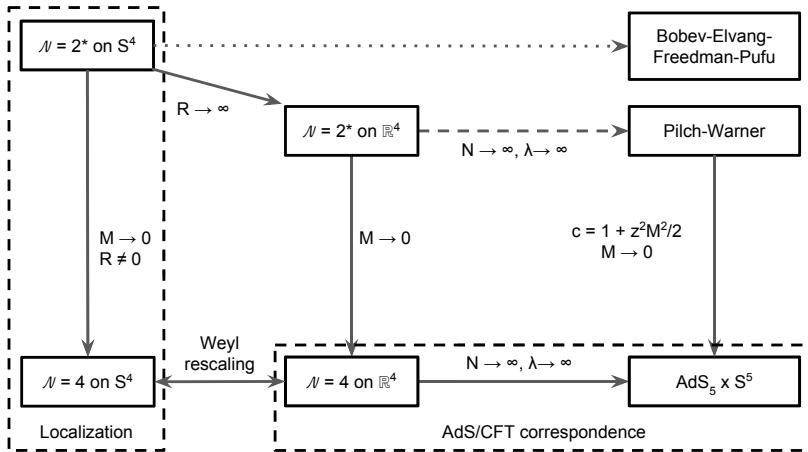 𝒩 = 2* on S⁴
Bobev-Elvang-
Freedman-Pufu
R → ∞
𝒩 = 2* on ℝ⁴
Pilch-Warner
N → ∞, λ→ ∞
M → 0
R ≠ 0
M → 0
c = 1 + z²M²/2
M → 0
Weyl
rescaling
𝒩 = 4 on S⁴
𝒩 = 4 on ℝ⁴
N → ∞, λ→ ∞
AdS₅ x S⁵
Localization
AdS/CFT correspondence